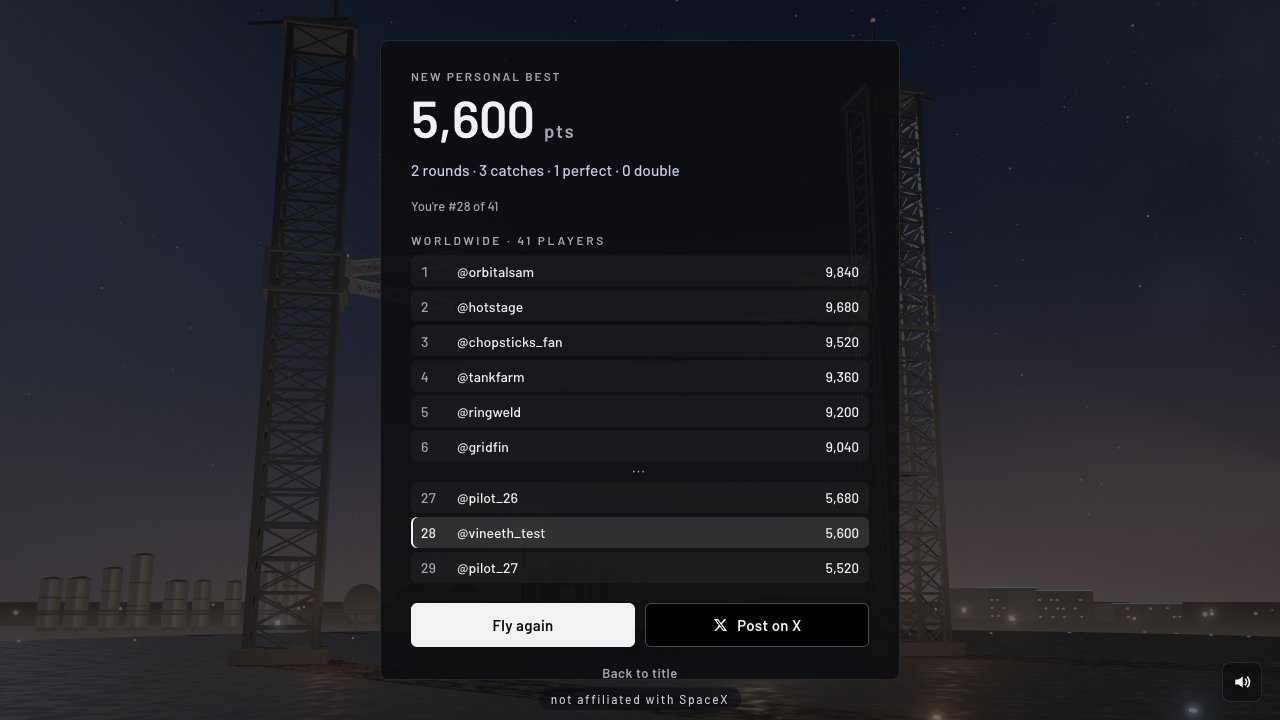 NEW PERSONAL BEST
5,600 pts
2 rounds · 3 catches · 1 perfect · 0 double
You're #28 of 41
WORLDWIDE · 41 PLAYERS
1 @orbitalsam 9,840
2 @hotstage 9,680
3 @chopsticks_fan 9,520
4 @tankfarm 9,360
5 @ringweld 9,200
6 @gridfin 9,040
...
27 @pilot_26 5,680
28 @vineeth_test 5,600
29 @pilot_27 5,520
Fly again
Post on X
Back to title
not affiliated with SpaceX